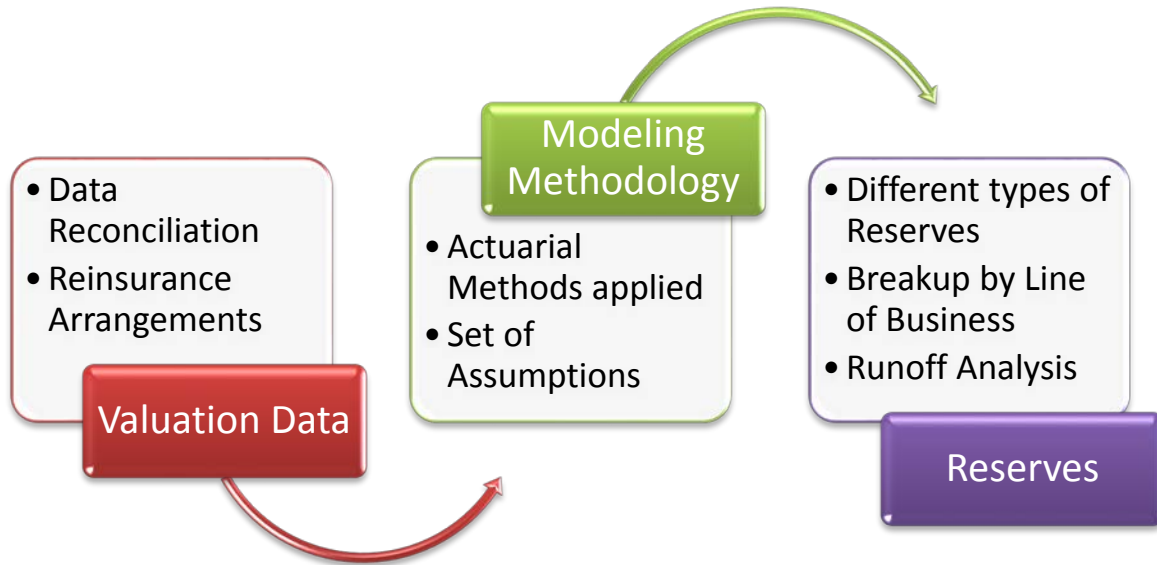 • Data
Reconciliation
• Reinsurance
Arrangements
Valuation Data
Modeling
Methodology
• Actuarial
Methods applied
• Set of
Assumptions
• Different types of
Reserves
• Breakup by Line
of Business
• Runoff Analysis
Reserves